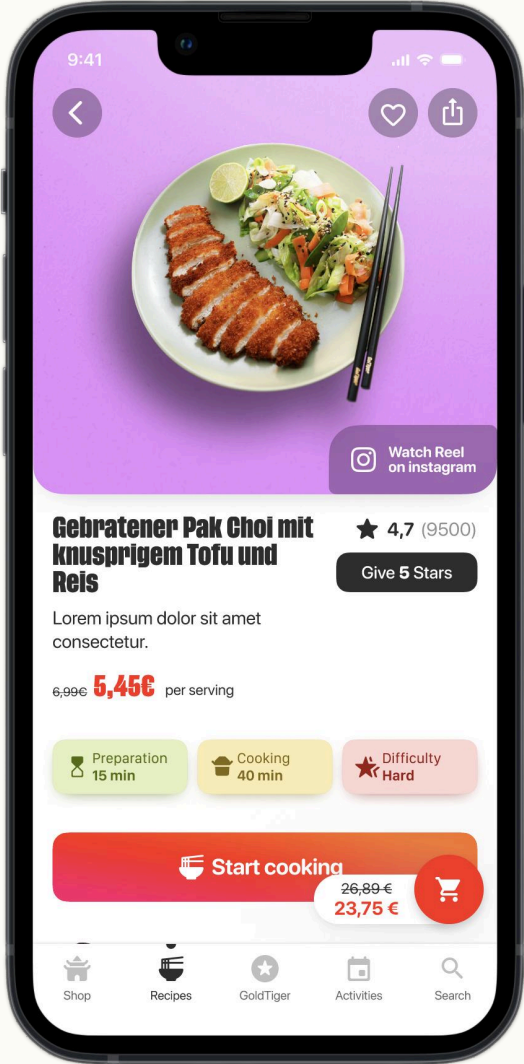 9:41
Watch Reel
on instagram
Gebratener Pak Choi mit
knusprigem Tofu und
Reis
4,7 (9500)
Give 5 Stars
Lorem ipsum dolor sit amet
consectetur.
6,99€ 5,45€ per serving
Preparation
15 min
Cooking
40 min
Difficulty
Hard
Start cooking
26,89 €
23,75 €
Shop
Recipes
GoldTiger
Activities
Search